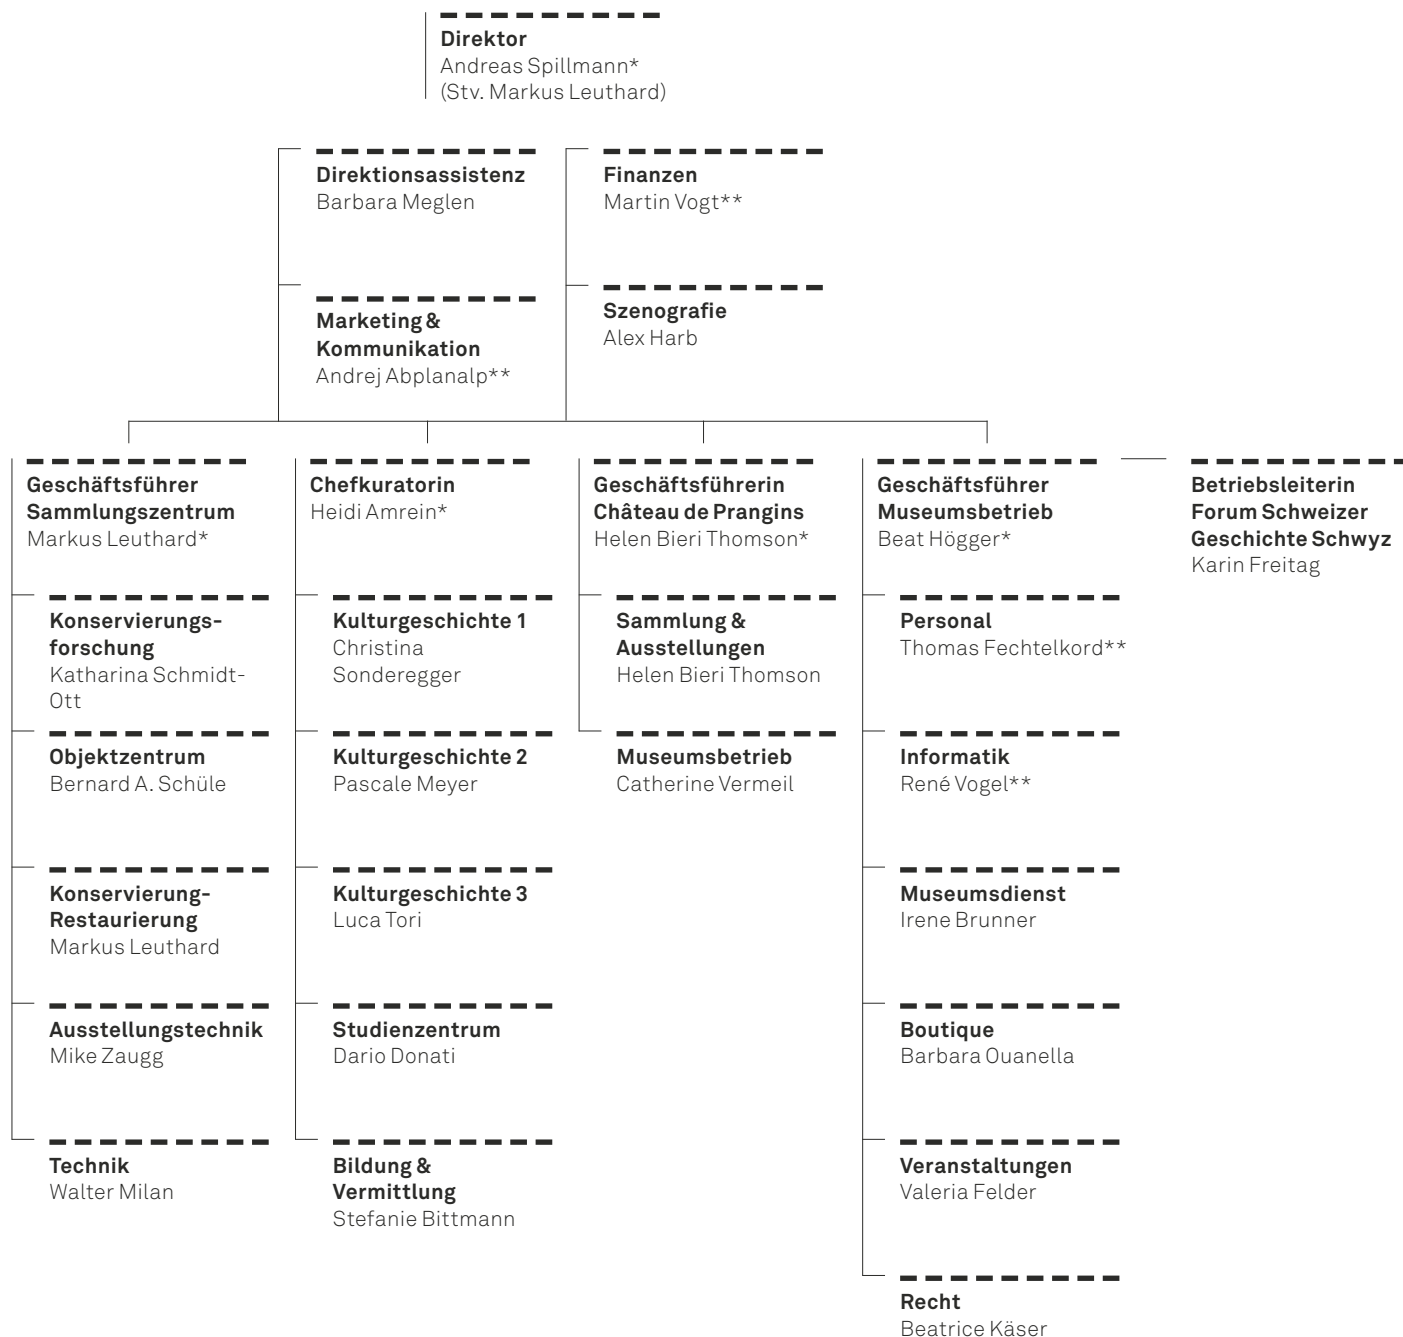 Direktor
Andreas Spillmann*
(Stv. Markus Leuthard)
Direktionsassistenz
Barbara Meglen
Finanzen
Martin Vogt**
Marketing &
Kommunikation
Andrej Abplanalp**
Szenografie
Alex Harb
Geschäftsführer
Sammlungszentrum
Markus Leuthard*
Konservierungs-
forschung
Katharina Schmidt-
Ott
Objektzentrum
Bernard A. Schüle
Konservierung-
Restaurierung
Markus Leuthard
Ausstellungstechnik
Mike Zaugg
Technik
Walter Milan
Chefkuratorin
Heidi Amrein*
Kulturgeschichte 1
Christina
Sonderegger
Kulturgeschichte 2
Pascale Meyer
Kulturgeschichte 3
Luca Tori
Studienzentrum
Dario Donati
Bildung &
Vermittlung
Stefanie Bittmann
Geschäftsführerin
Château de Prangins
Helen Bieri Thomson*
Sammlung &
Ausstellungen
Helen Bieri Thomson
Museumsbetrieb
Catherine Vermeil
Geschäftsführer
Museumsbetrieb
Beat Högger*
Personal
Thomas Fechtelkord**
Informatik
René Vogel**
Museumsdienst
Irene Brunner
Boutique
Barbara Ouanella
Veranstaltungen
Valeria Felder
Recht
Beatrice Käser
Betriebsleiterin
Forum Schweizer
Geschichte Schwyz
Karin Freitag